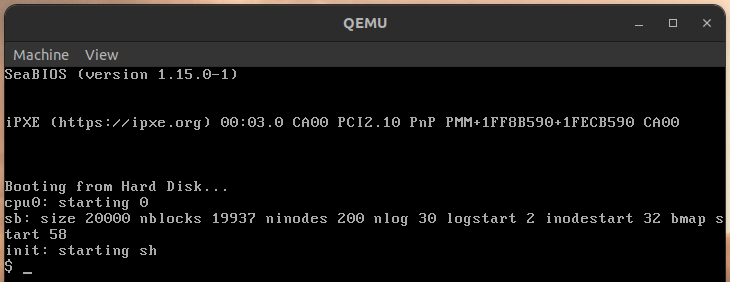 QEMU
Machine View
SeaBIOS (version 1.15.0-1)
iPXE (https://ipxe.org) 00:03.0 CA00 PCI2.10 PnP PMM+1FF8B590+1FECB590 CA00
Booting from Hard Disk...
cpu0: starting 0
sb: size 20000 nblocks 19937 ninodes 200 nlog 30 logstart 2 inodestart 32 bmap s
tart 58
init: starting sh
$ _